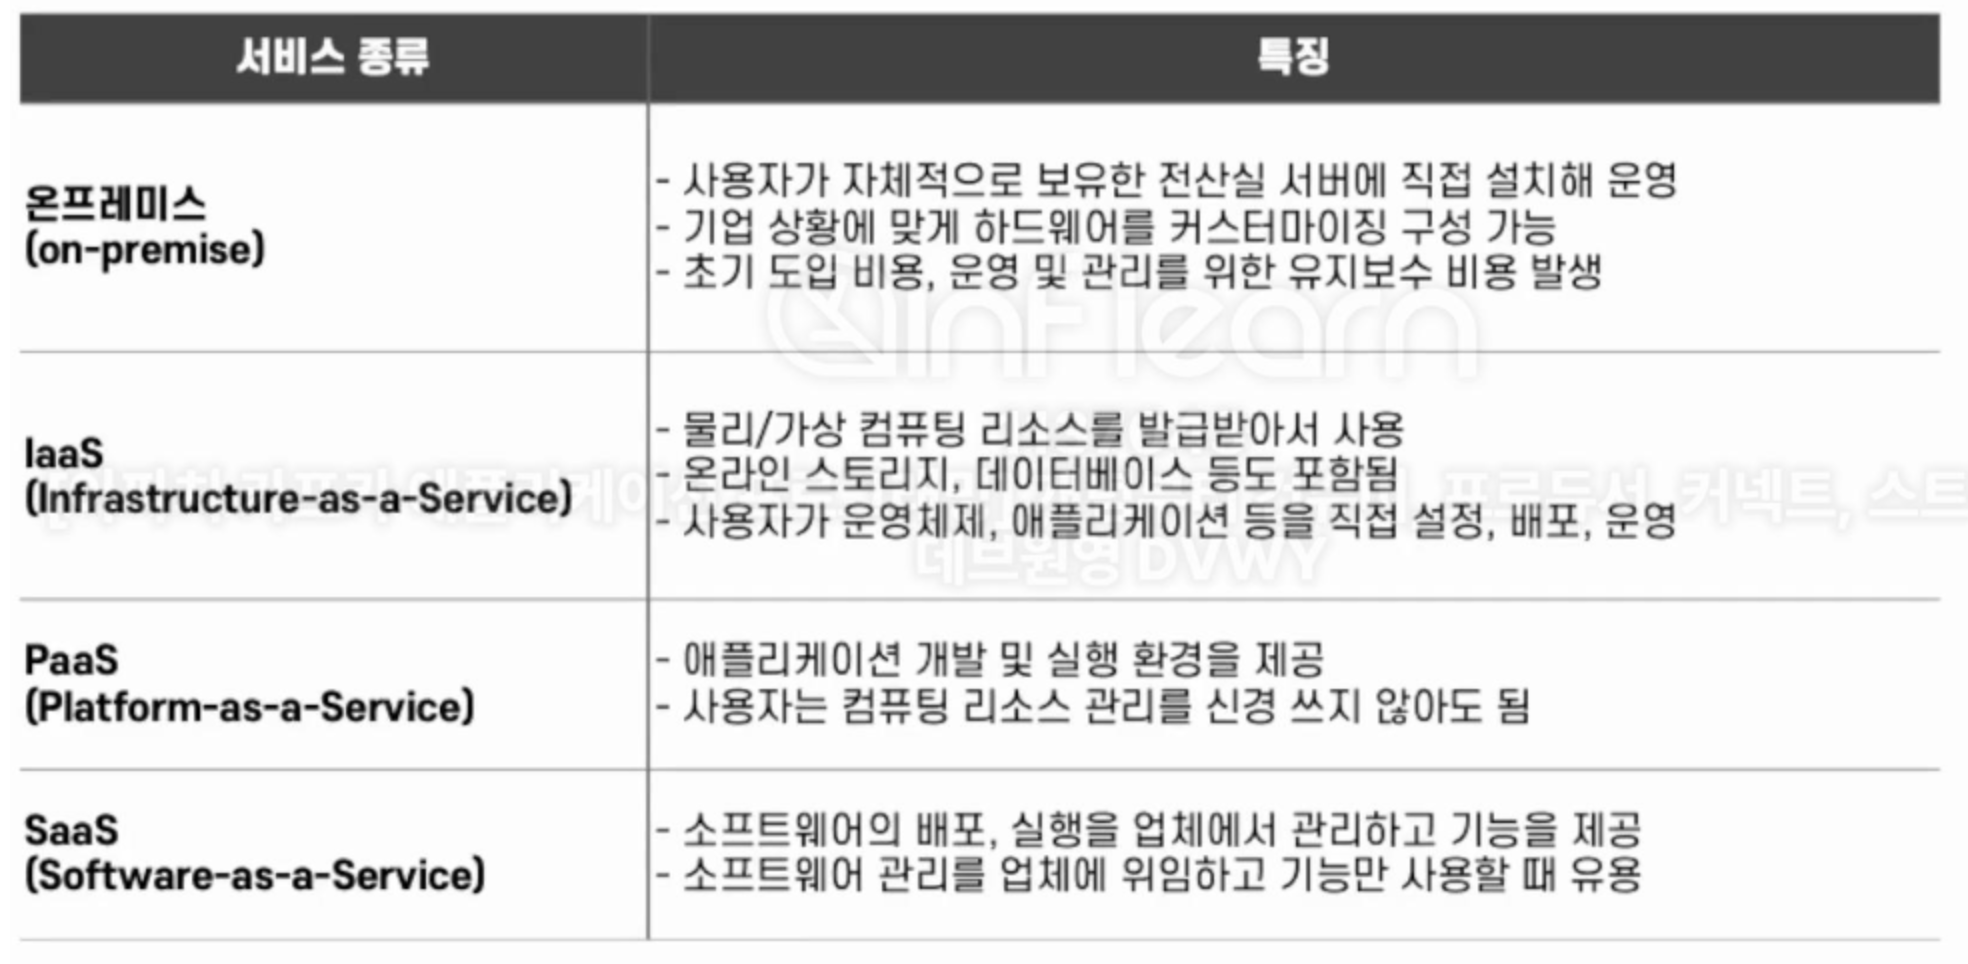 서비스 종류
특징
온프레미스
(on-premise)
- 사용자가 자체적으로 보유한 전산실 서버에 직접 설치해 운영
- 기업 상황에 맞게 하드웨어를 커스터마이징 구성 가능
- 초기 도입 비용, 운영 및 관리를 위한 유지보수 비용 발생
inflearn
IaaS
(Infrastructure-as-a-Service)
- 물리/가상 컴퓨팅 리소스를 발급받아서 사용
- 온라인 스토리지, 데이터베이스 등도 포함됨
- 사용자가 운영체제, 애플리케이션 등을 직접 설정, 배포, 운영
프로듀서, 커넥트, 스트
데브원영 DVWY
PaaS
(Platform-as-a-Service)
- 애플리케이션 개발 및 실행 환경을 제공
- 사용자는 컴퓨팅 리소스 관리를 신경 쓰지 않아도 됨
SaaS
(Software-as-a-Service)
- 소프트웨어의 배포, 실행을 업체에서 관리하고 기능을 제공
- 소프트웨어 관리를 업체에 위임하고 기능만 사용할 때 유용